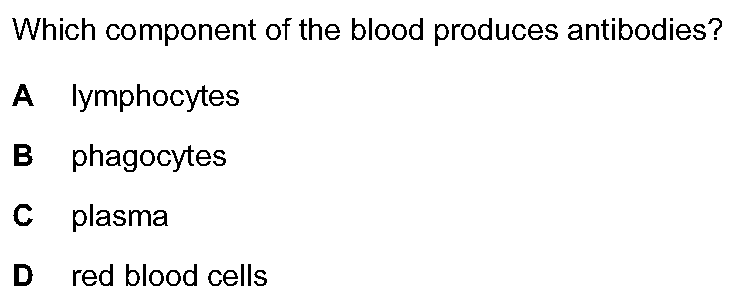 Which component of the blood produces antibodies?
A lymphocytes
B phagocytes
C plasma
D red blood cells